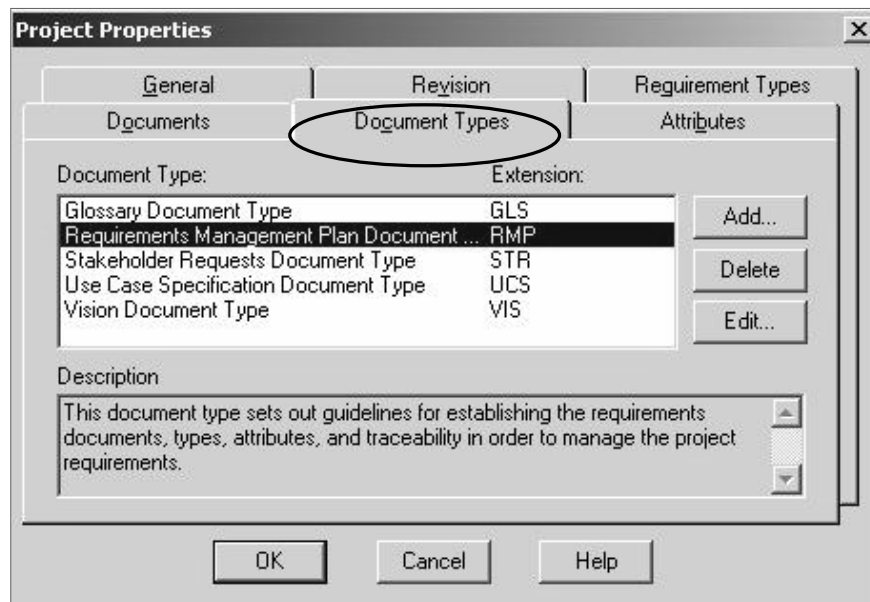 Project Properties
General Revision Requirement Types
Documents Document Types Attributes
Document Type: Extension:
Glossary Document Type GLS
Requirements Management Plan Document ... RMP
Stakeholder Requests Document Type STR
Use Case Specification Document Type UCS
Vision Document Type VIS
Add...
Delete
Edit...
Description
This document type sets out guidelines for establishing the requirements
documents, types, attributes, and traceability in order to manage the project
requirements.
OK Cancel Help